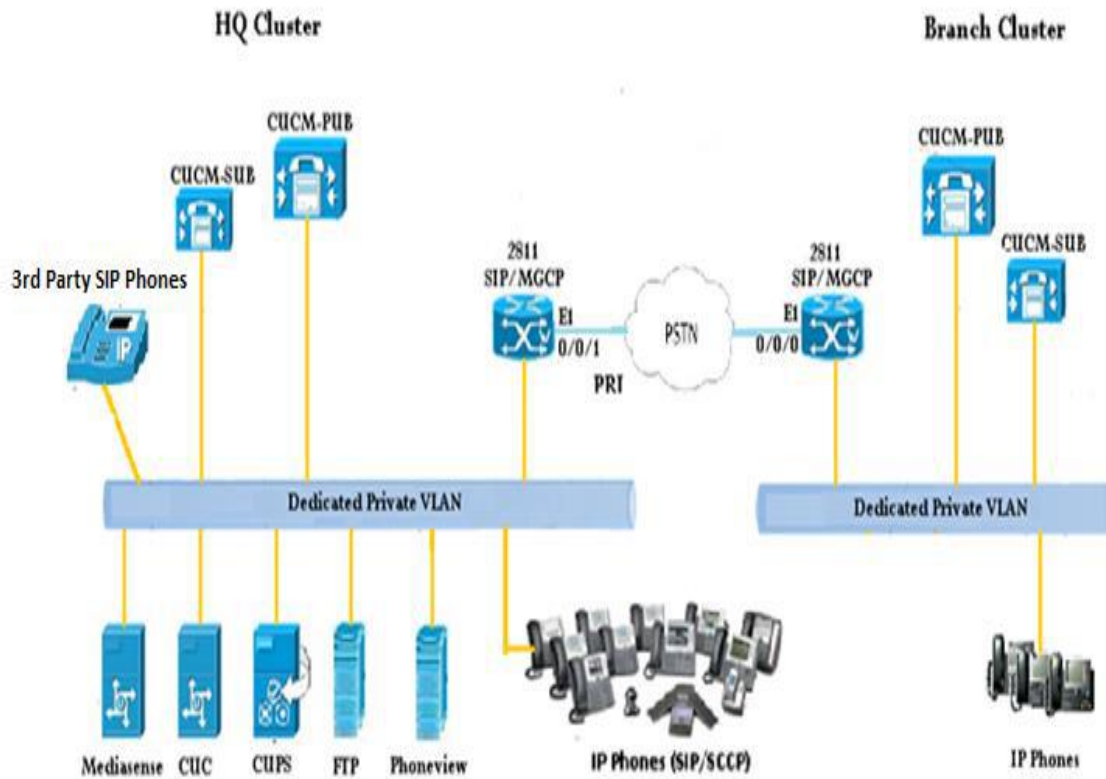 HQ Cluster
Branch Cluster
CUCM-PUB
CUCM-SUB
CUCM-PUB
CUCM-SUB
3rd Party SIP Phones
IP
2811
SIP/MGCP
E1
0/0/1
PRI
PSTN
2811
SIP/MGCP
E1
0/0/0
Dedicated Private VLAN
Dedicated Private VLAN
Mediasense
CUC
CUPS
FTP
Phoneview
IP Phones (SIP/SCCP)
IP Phones